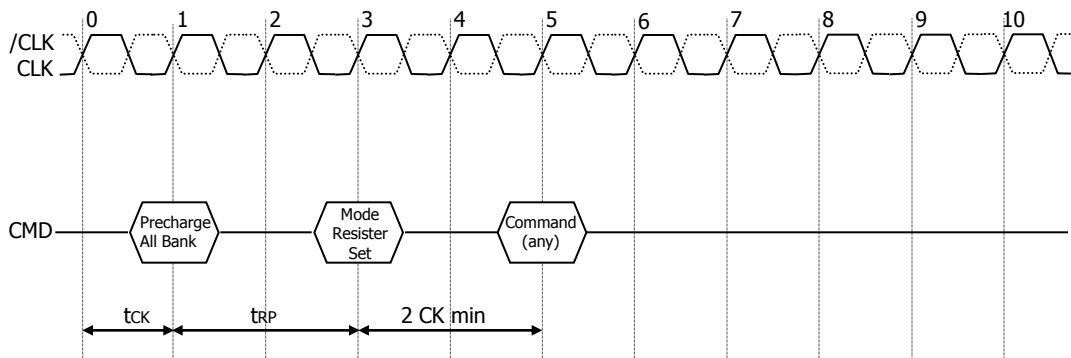 0 1 2 3 4 5 6 7 8 9 10
/CLK
CLK
CMD
Precharge
All Bank
Mode
Resister
Set
Command
(any)
tCK
tRP
2 CK min